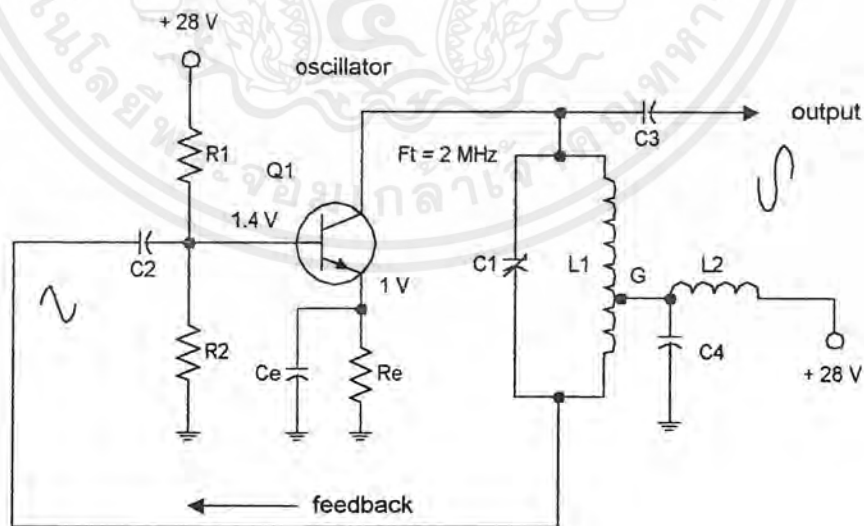 + 28 V
oscillator
output
C3
R1
Ft = 2 MHz
Q1
1.4 V
C2
C1
L1
G
L2
1 V
R2
Ce
Re
C4
+ 28 V
feedback